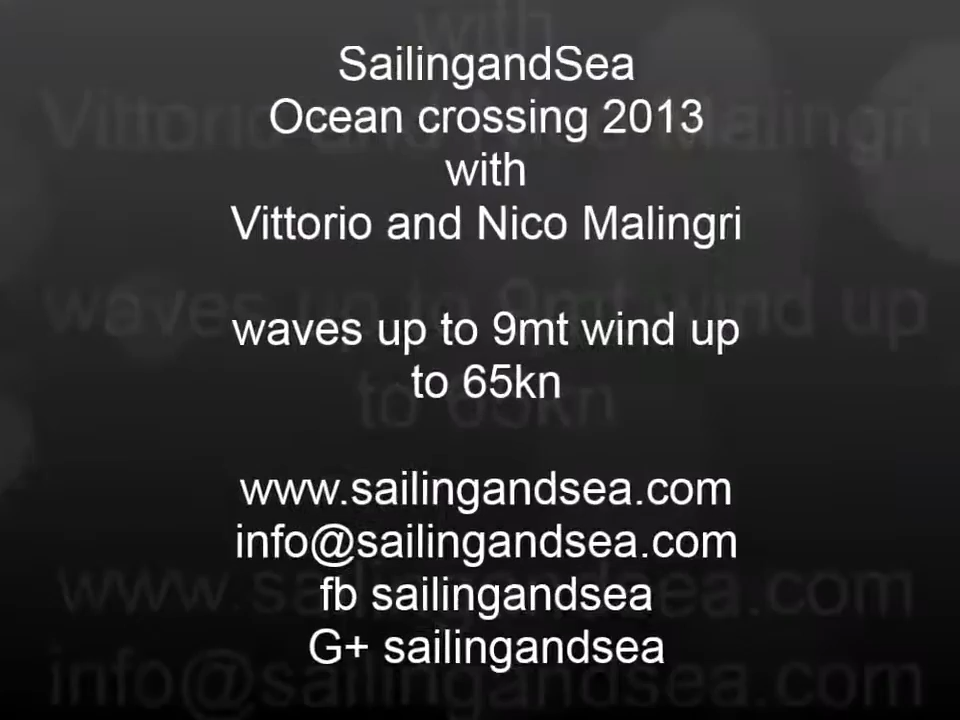 SailingandSea
Ocean crossing 2013
with
Vittorio and Nico Malingri
waves up to 9mt wind up
to 65kn
www.sailingandsea.com
info@sailingandsea.com
fb sailingandsea
G+ sailingandsea